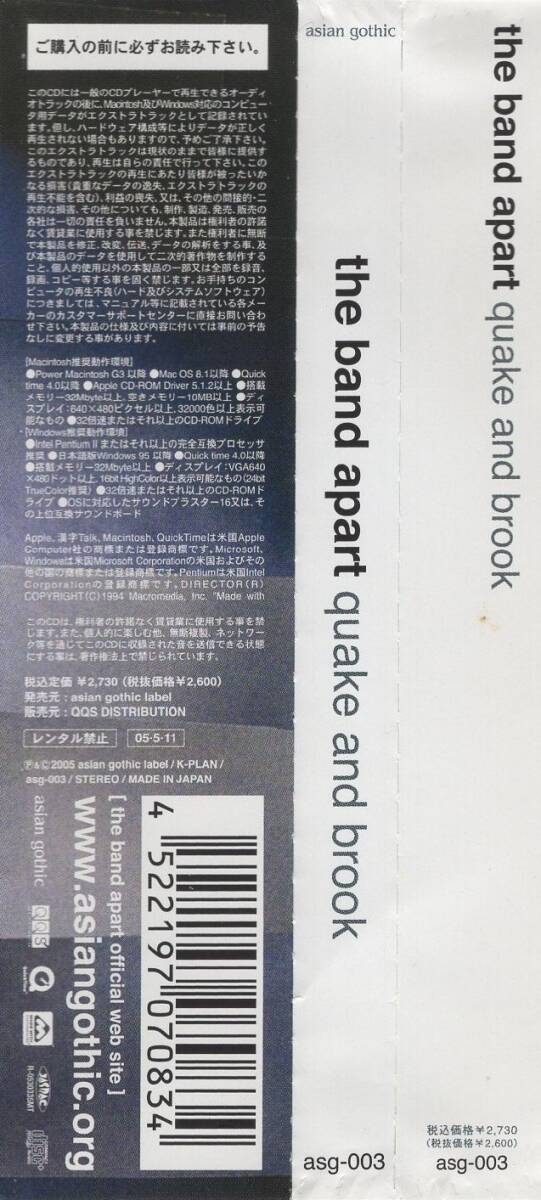 ご購入の前に必ずお読み下さい。
このCDには一般のCDプレーヤーで再生できるオーディ
オトラックの後に、Macintosh及びWindows対応のコンピュー
タ用データがエクストラトラックとして記録されてい
ます。但し、ハードウェア構成等によりデータが正しく
再生されない場合もありますので、予めご了承下さい。
このエクストラトラックは現状のままで皆様に提供す
るものであり、再生は自らの責任で行って下さい。この
エクストラトラックの再生にあたり皆様が被ったいか
なる損害(貴重なデータの逸失、エクストラトラックの
再生不能を含む)、利益の喪失、又は、その他の間接的・二
次的な損害、その他についても、制作、製造、発売、販売の
各社は一切の責任を負いません。本製品は権利者の許諾
なく賃貸業に使用する事を禁じます。また権利者に無断
で本製品を修正、改変、伝送、データの解析をする事、及
び本製品のデータを使用して二次的著作物を制作する
こと、個人的使用以外の本製品の一部又は全部を録音、
録画、コピー等する事を固く禁じます。お手持ちのコン
ピュータの再生不良(ハード及びシステムソフトウェア)
につきましては、マニュアル等に記載されている各メー
カーのカスタマーサポートセンターに直接お問い合わ
せ下さい。本製品の仕様及び内容に付いては事前の予告
なしに変更する事があります。
[Macintosh推奨動作環境]
●Power Macintosh G3 以降 ●Mac OS 8.1以降 ●Quick
time 4.0以降 ●Apple CD-ROM Driver 5.1.2以上 ●搭載
メモリー32Mbyte以上、空きメモリー10MB以上 ●ディ
スプレイ:640×480ピクセル以上、32000色以上表示可
能なもの ●32倍速またはそれ以上のCD-ROMドライブ
[Windows推奨動作環境]
●Intel Pentium II またはそれ以上の完全互換プロセッサ
推奨 ●日本語版Windows 95 以降 ●Quick time 4.0以降
●搭載メモリー32Mbyte以上 ●ディスプレイ:VGA640
×480ドット以上、16bit HighColor以上表示可能なもの(24bit
TrueColor推奨) ●32倍速またはそれ以上のCD-ROMド
ライブ ●OSに対応したサウンドブラスター16又は、そ
の上位互換サウンドボード
Apple、漢字Talk、Macintosh、QuickTimeは米国Apple
Computer社の商標または登録商標です。Microsoft、
Windowsは米国Microsoft Corporationの米国およびその
他の国の商標または登録商標です。Pentiumは米国Intel
Corporationの登録商標です。DIRECTOR(R)
COPYRIGHT(C)1994 Macromedia, Inc. "Made with
このCDは、権利者の許諾なく賃貸業に使用する事を禁
じます。また、個人的に楽しむ他、無断複製、ネットワー
ク等を通じてこのCDに収録された音を送信できる状態
にする事は、著作権法上で禁じられています。
税込定価 ¥2,730 (税抜価格¥2,600)
発売元 : asian gothic label
販売元 : QQS DISTRIBUTION
レンタル禁止 05-5-11
Ⓟ&©2005 asian gothic label / K-PLAN /
asg-003 / STEREO / MADE IN JAPAN
4 522197 070834
[ the band apart official web site ]
www.asiangothic.org
asian gothic
QQS
QuickTime
MADE WITH MACROMEDIA
JASRAC
R-0530135MT
disc
asian gothic
the band apart quake and brook
asg-003
the band apart quake and brook
税込価格¥2,730
(税抜価格¥2,600)
asg-003